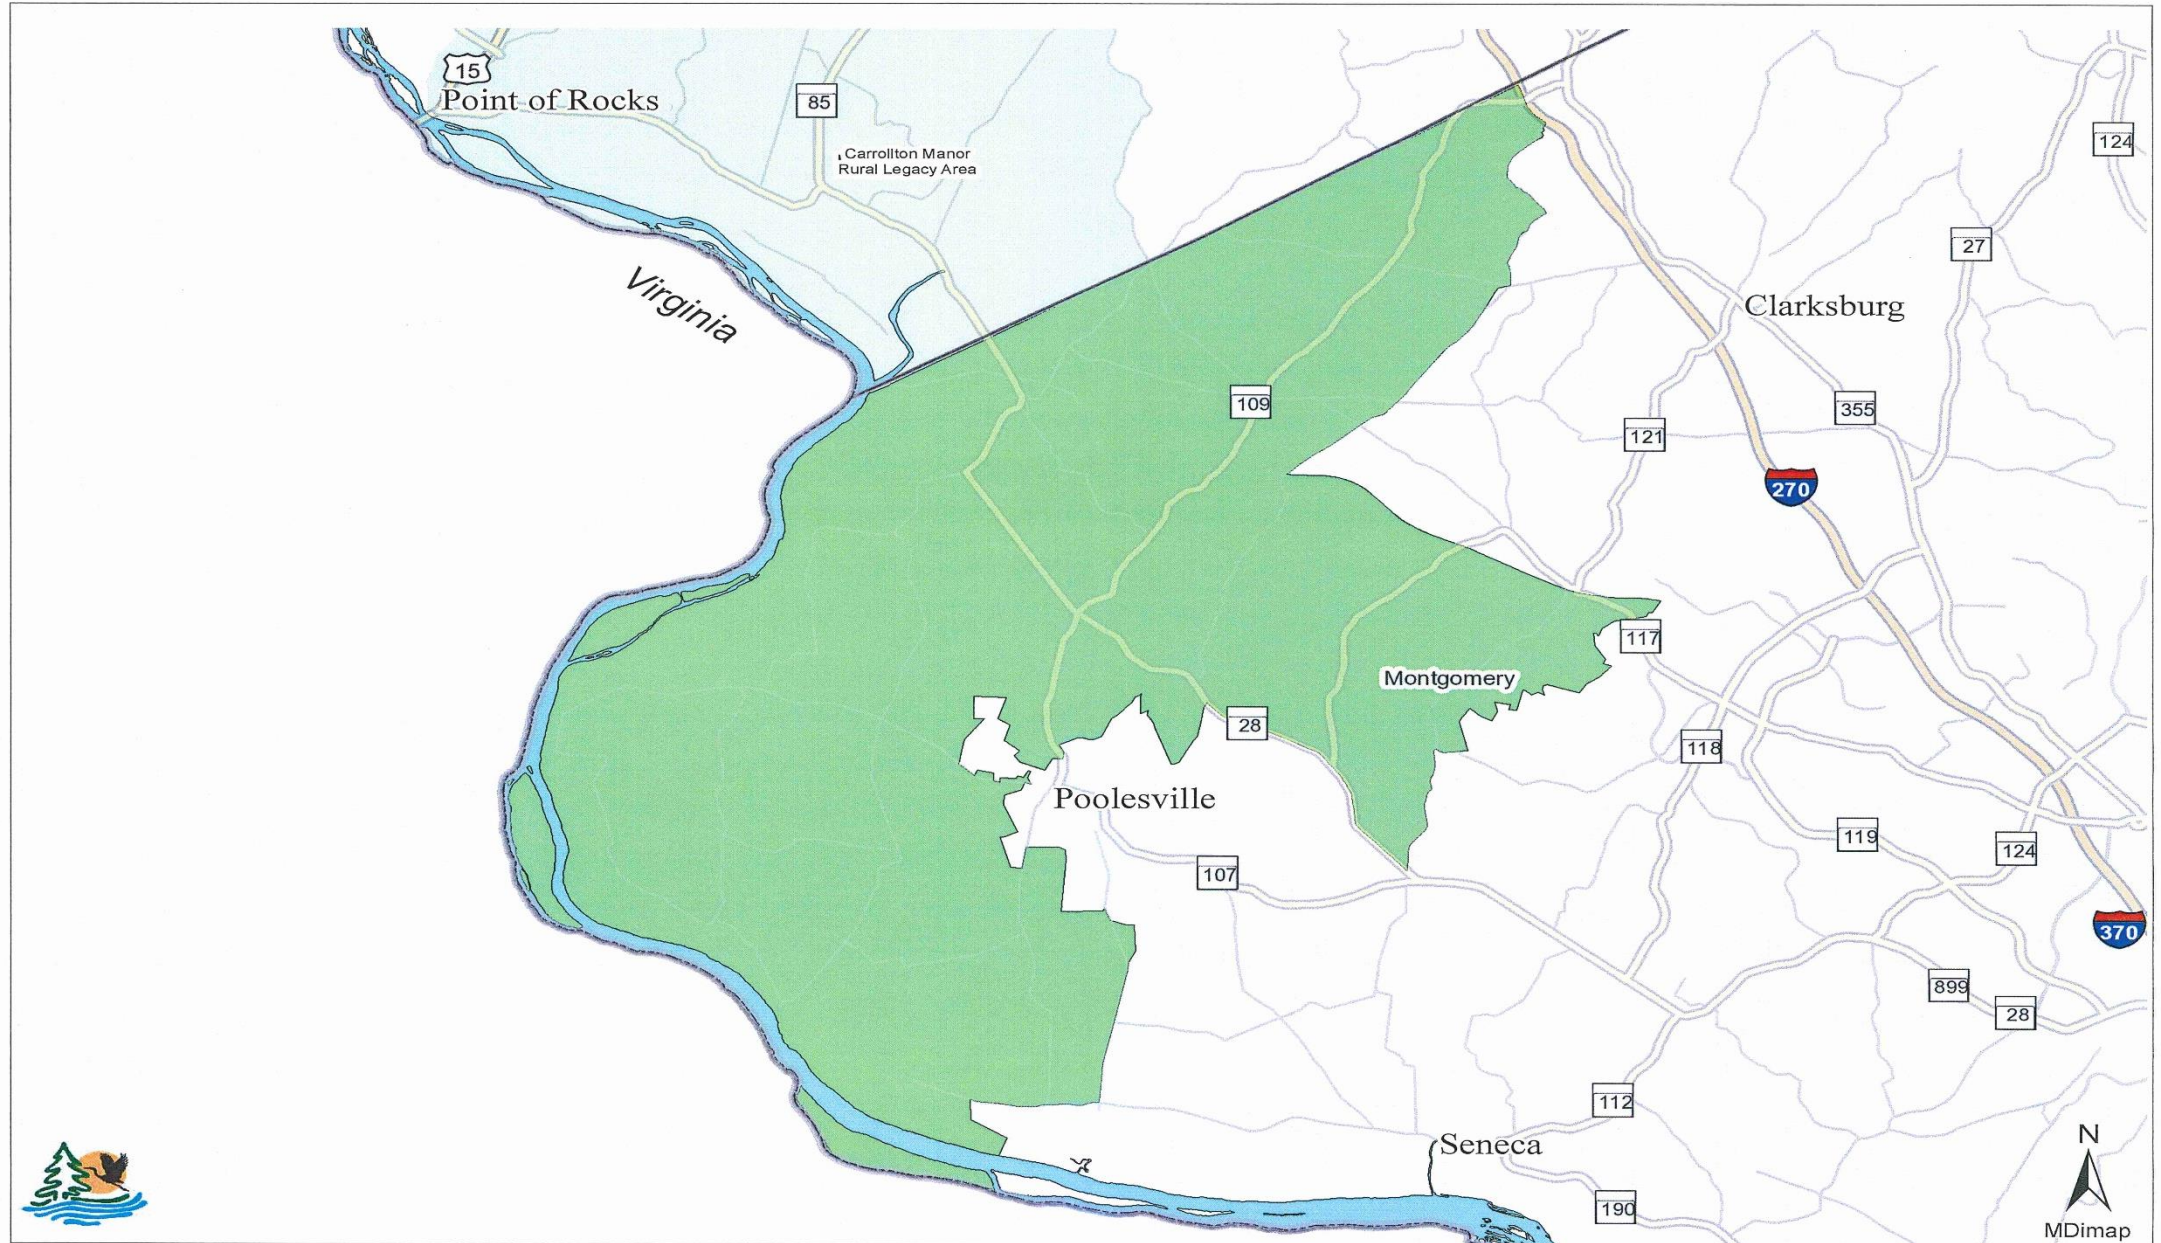 15
Point of Rocks
85
Carrollton Manor
Rural Legacy Area
124
27
Virginia
Clarksburg
109
355
121
270
117
Montgomery
28
118
Poolesville
119
124
107
370
899
28
112
Seneca
190
N
MDimap